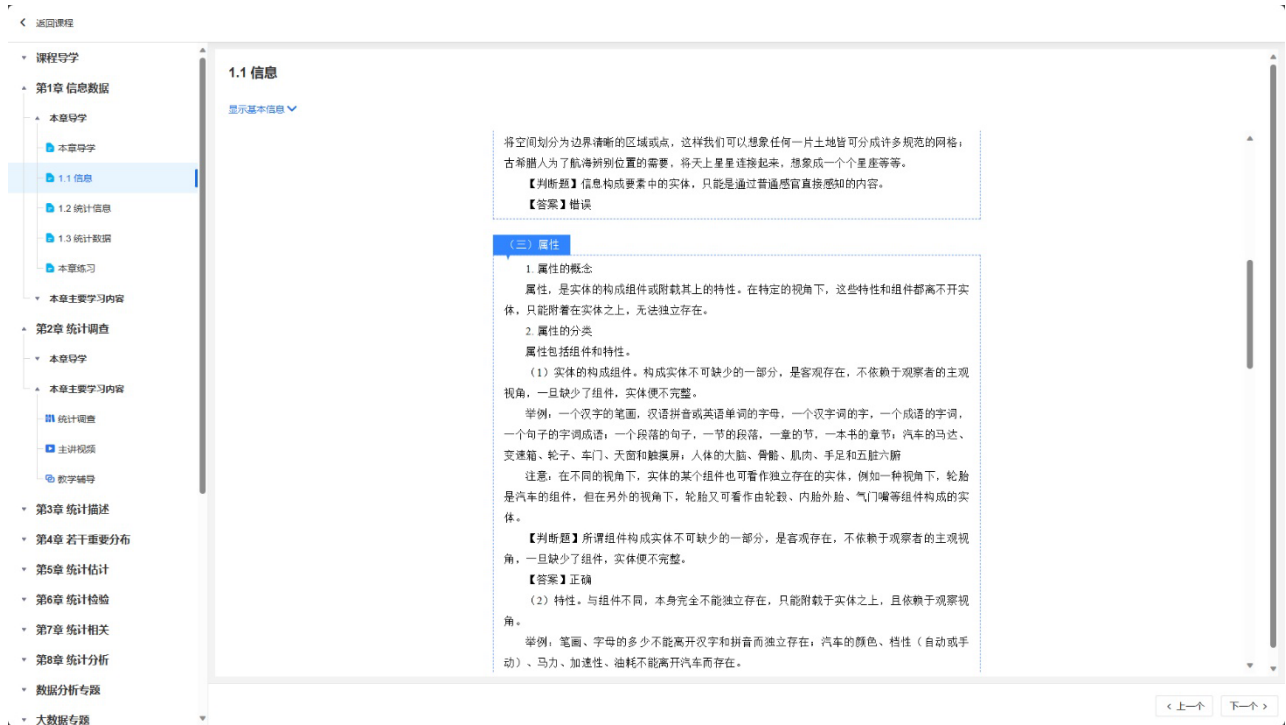 返回课程
课程导学
第1章 信息数据
本章导学
本章导学
1.1 信息
1.2 统计信息
1.3 统计数据
本章练习
本章主要学习内容
第2章 统计调查
本章导学
本章主要学习内容
统计调查
主讲视频
教学辅导
第3章 统计描述
第4章 若干重要分布
第5章 统计估计
第6章 统计检验
第7章 统计相关
第8章 统计分析
数据分析专题
大数据专题
1.1 信息
显示基本信息
将空间划分为边界清晰的区域或点，这样我们可以想象任何一片土地皆可分成许多规范的网格；
古希腊人为了航海辨别位置的需要，将天上星星连接起来，想象成一个个星座等等。
【判断题】信息构成要素中的实体，只能是通过普通感官直接感知的内容。
【答案】错误
（三）属性
1. 属性的概念
属性，是实体的构成组件或附载其上的特性。在特定的视角下，这些特性和组件都离不开实
体，只能附着在实体之上，无法独立存在。
2. 属性的分类
属性包括组件和特性。
（1）实体的构成组件。构成实体不可缺少的一部分，是客观存在，不依赖于观察者的主观
视角，一旦缺少了组件，实体便不完整。
举例：一个汉字的笔画，汉语拼音或英语单词的字母，一个汉字词的字，一个成语的字词，
一个句子的字词成语；一个段落的句子，一节的段落，一章的节，一本书的章节；汽车的马达、
变速箱、轮子、车门、天窗和触摸屏；人体的大脑、骨骼、肌肉、手足和五脏六腑
注意：在不同的视角下，实体的某个组件也可看作独立存在的实体，例如一种视角下，轮胎
是汽车的组件，但在另外的视角下，轮胎又可看作由轮毂、内胎外胎、气门嘴等组件构成的实
体。
【判断题】所谓组件构成实体不可缺少的一部分，是客观存在，不依赖于观察者的主观视
角，一旦缺少了组件，实体便不完整。
【答案】正确
（2）特性。与组件不同，本身完全不能独立存在，只能附载于实体之上，且依赖于观察视
角。
举例：笔画、字母的多少不能离开汉字和拼音而独立存在；汽车的颜色、档性（自动或手
动）、马力、加速性、油耗不能离开汽车而存在。
上一个
下一个